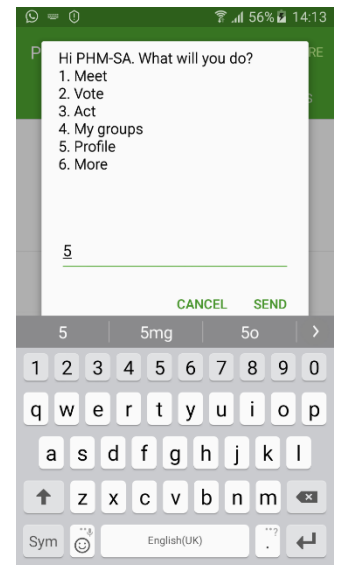 56% 14:13
P RE
S
Hi PHM-SA. What will you do?
1. Meet
2. Vote
3. Act
4. My groups
5. Profile
6. More
5
CANCEL SEND
5 5mg 5o >
1 2 3 4 5 6 7 8 9 0
q w e r t y u i o p
a s d f g h j k l
z x c v b n m
Sym English(UK) . ..?